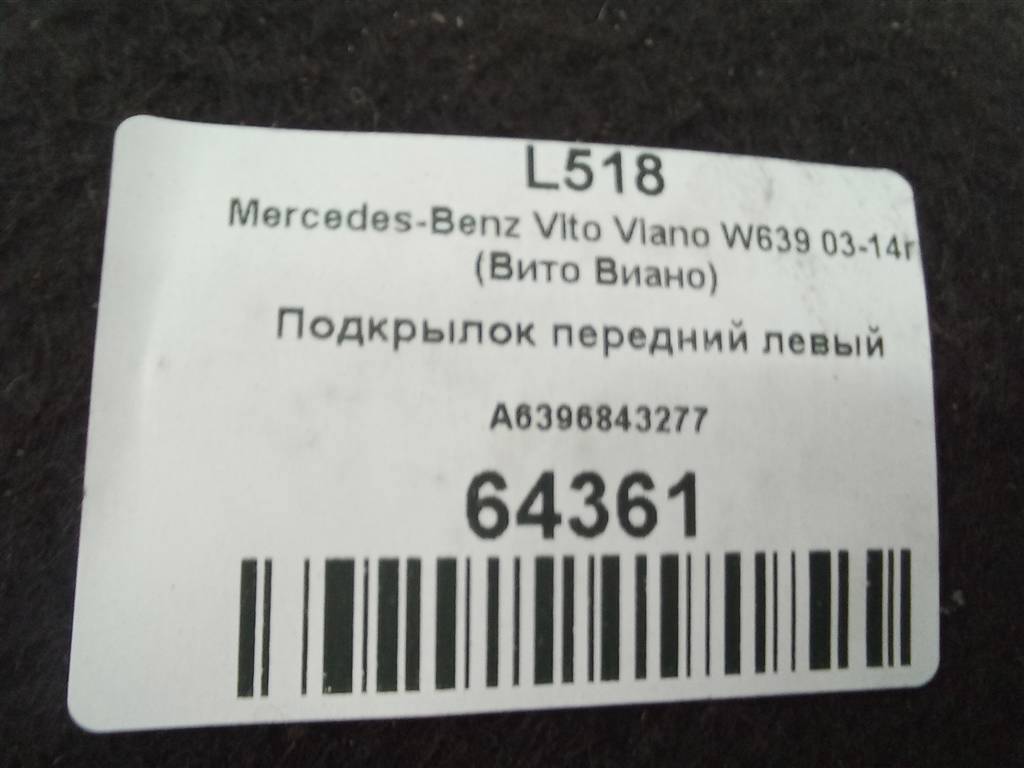 L518
Mercedes-Benz Vito Viano W639 03-14г
(Вито Виано)
Подкрылок передний левый
A6396843277
64361